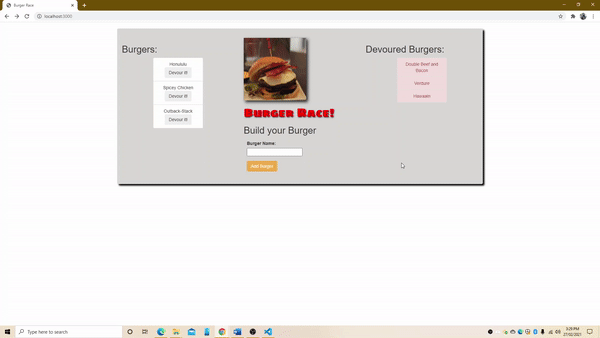 Burger Race
localhost:3000
Burgers:
Honolulu
Devour it!
Spicey Chicken
Devour it!
Outback-Stack
Devour it!
Burger Race!
Build your Burger
Burger Name:
Add Burger
Devoured Burgers:
Double Beef and
Bacon
Venture
Hawaiian
Type here to search
3:29 PM
27/02/2021